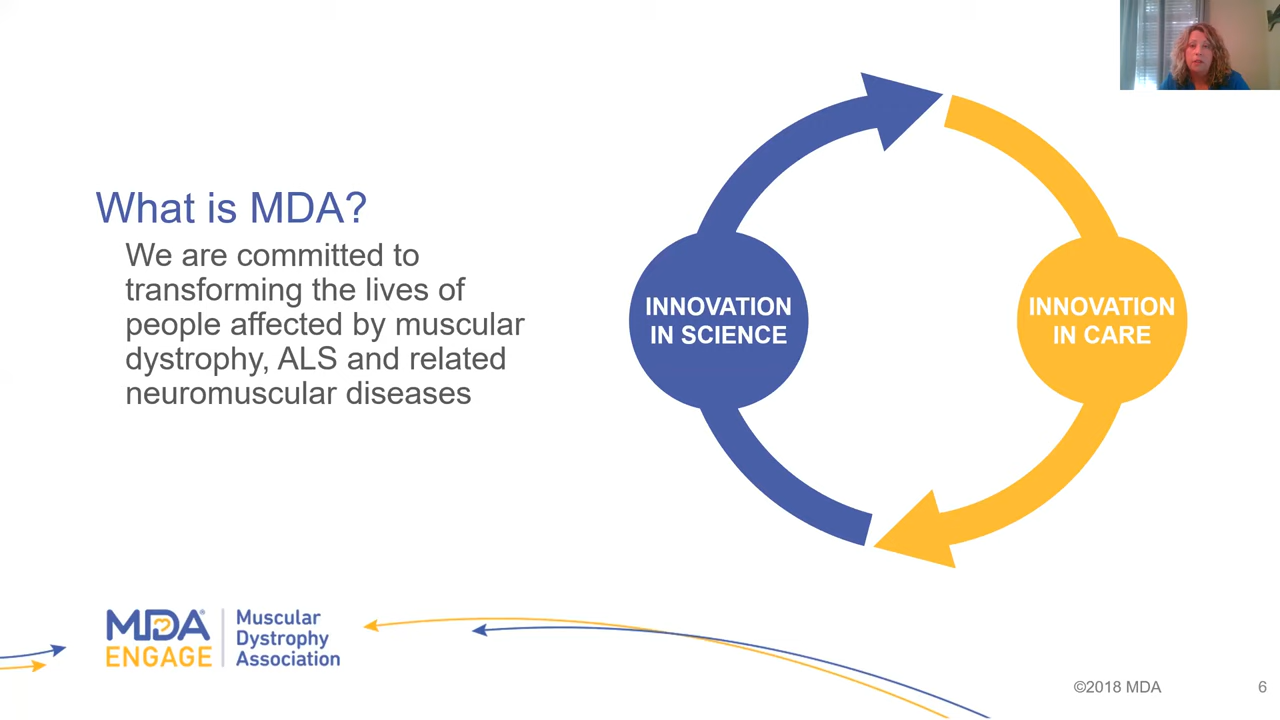 What is MDA?
We are committed to
transforming the lives of
people affected by muscular
dystrophy, ALS and related
neuromuscular diseases
INNOVATION
IN SCIENCE
INNOVATION
IN CARE
MDA®
ENGAGE
Muscular
Dystrophy
Association
©2018 MDA
6